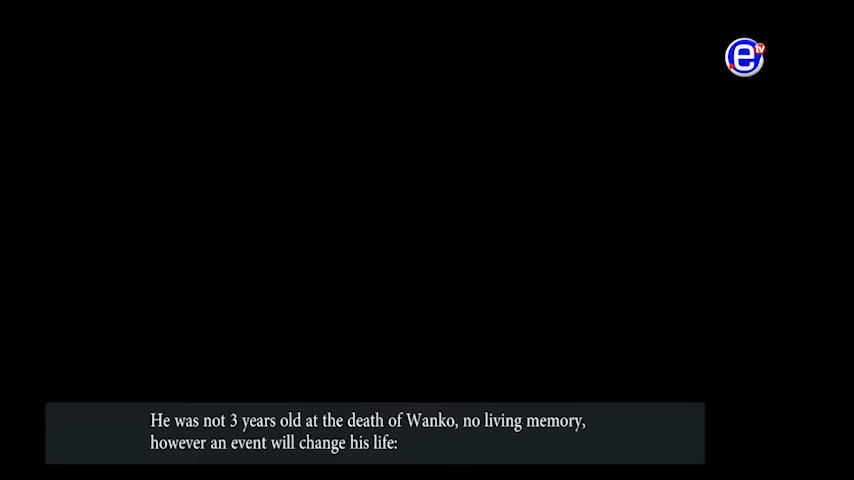 e tv
He was not 3 years old at the death of Wanko, no living memory,
however an event will change his life: